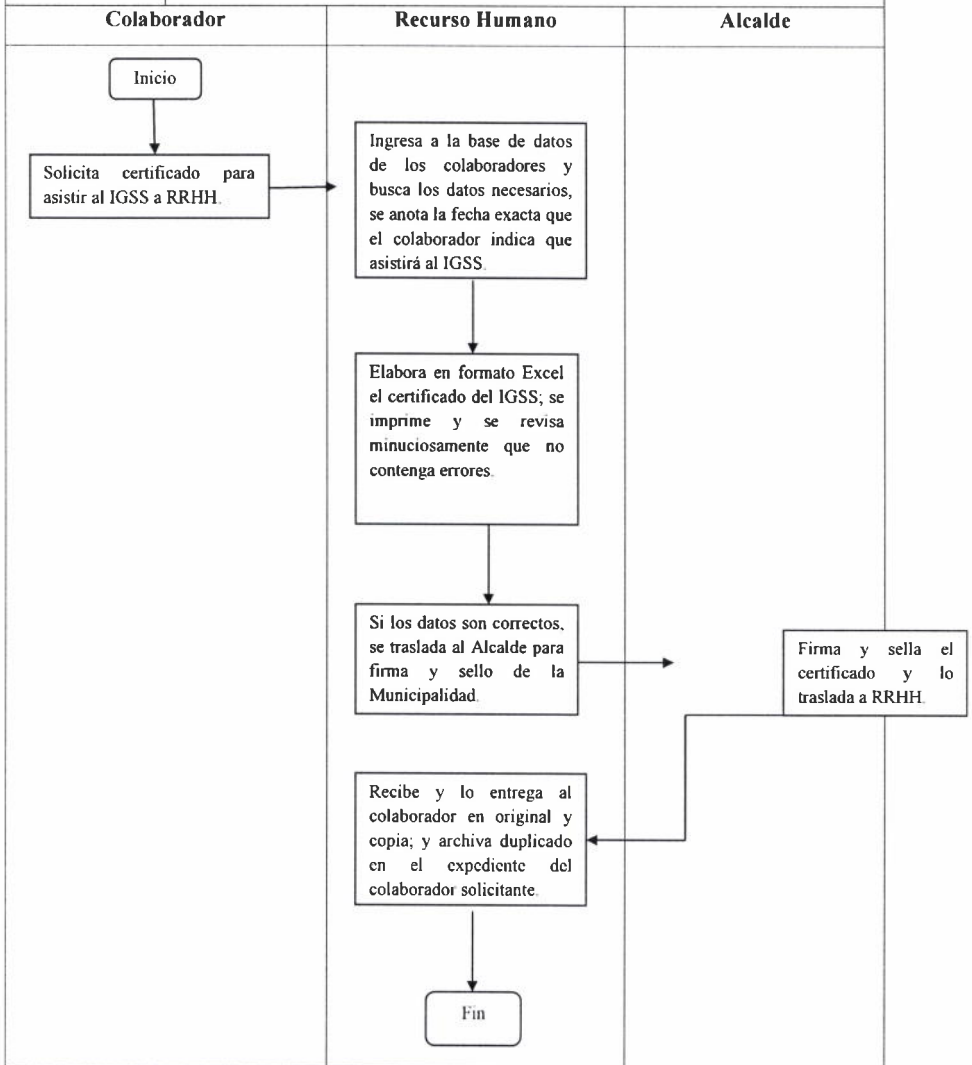 Colaborador
Recurso Humano
Alcalde
Inicio
Solicita certificado para
asistir al IGSS a RRHH.
Ingresa a la base de datos
de los colaboradores y
busca los datos necesarios,
se anota la fecha exacta que
el colaborador indica que
asistirá al IGSS.
Elabora en formato Excel
el certificado del IGSS; se
imprime y se revisa
minuciosamente que no
contenga errores.
Si los datos son correctos,
se traslada al Alcalde para
firma y sello de la
Municipalidad.
Firma y sella el
certificado y lo
traslada a RRHH.
Recibe y lo entrega al
colaborador en original y
copia; y archiva duplicado
en el expediente del
colaborador solicitante.
Fin